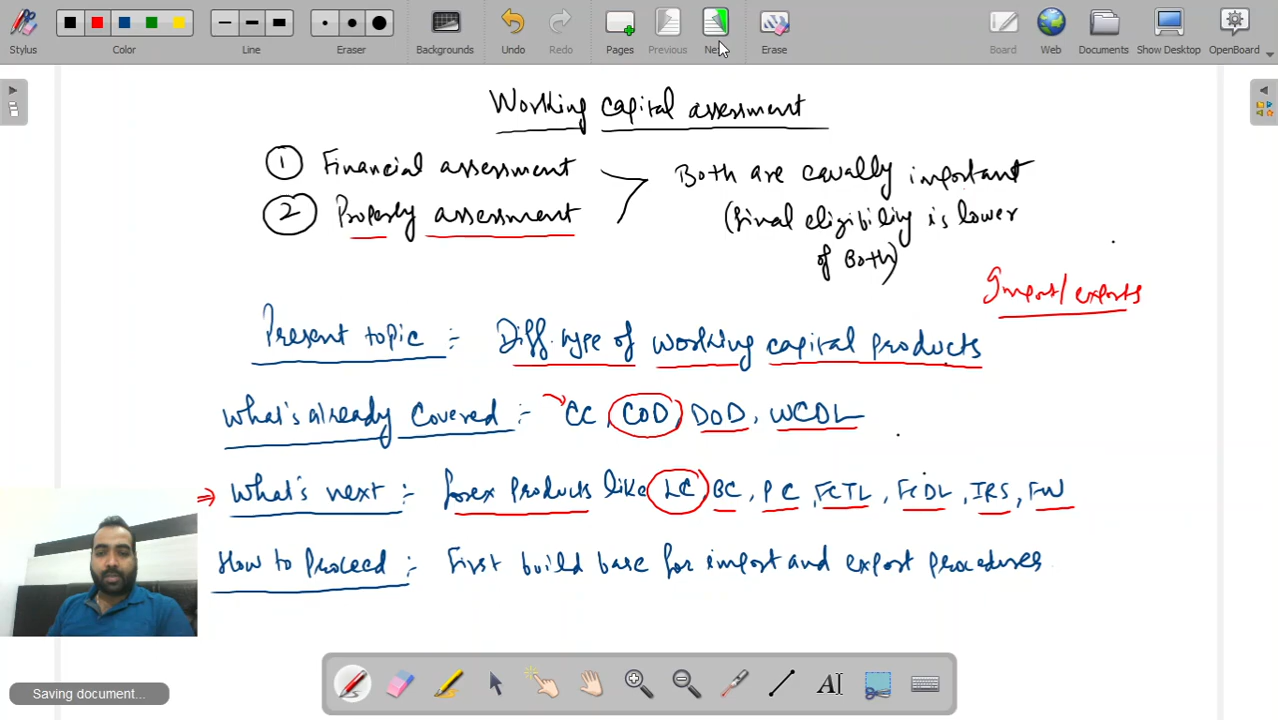 Stylus
Color
Line
Eraser
Backgrounds
Undo
Redo
Pages
Previous
Erase
Board
Web
Documents
Show Desktop
OpenBoard
Working capital assessment
① Financial assessment
② Property assessment
Both are equally important
(final eligibility is lower
of Both)
Import/exports
Present topic :- Diff. type of working capital products
What's already Covered :- CC, COD, DOD, WCDL
⇒ What's next :- forex products like LC, BC, PC, FCTL, FCDL, IRS, FW
How to Proceed :- First build base for import and export procedures.
Saving document...